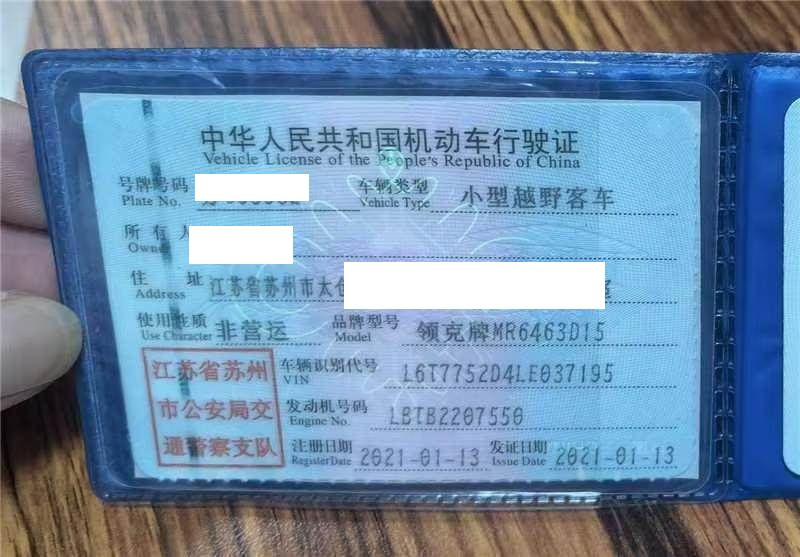 中华人民共和国机动车行驶证
Vehicle License of the People's Republic of China
号牌号码 车辆类型 小型越野客车
Plate No. Vehicle Type
所有人
Owner
住址 江苏省苏州市太仓
Address
使用性质 非营运 品牌型号 领克牌MR6463D15
Use Character Model
江苏省苏州 车辆识别代号 L6T7752D4LE037195
VIN
市公安局交 发动机号码 LBTB2207550
Engine No.
通警察支队 注册日期 2021-01-13 发证日期 2021-01-13
Register Date Issue Date